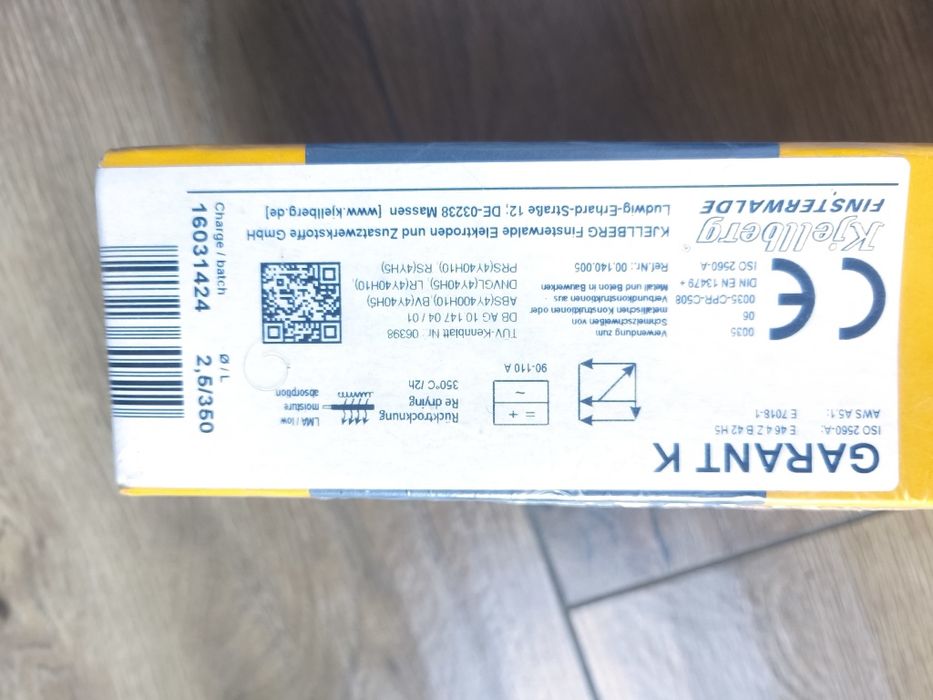 GARANT K
ISO 2560-A: E 46 4 Z B 42 H5
AWS A5.1: E 7018-1
= +
~
90-110 A
Rücktrocknung
Re drying
350°C / 2h
LMA / low
moisture
absorption
0035
06
0035-CPR-C508
DIN EN 13479 +
ISO 2560-A
Verwendung zum
Schmelzschweißen von
metallischen Konstruktionen oder
Verbundkonstruktionen aus
Metall und Beton in Bauwerken
Ref.Nr.: 00.140.005
TÜV-Kennblatt Nr. 06398
DB AG 10 147 / 04 / 01
ABS(4Y400H10), BV(4Y40H5)
DNVGL(4Y40H5), LR(4Y40H10),
PRS(4Y40H10), RS(4YH5)
CE
Kjellberg®
FINSTERWALDE
KJELLBERG Finsterwalde Elektroden und Zusatzwerkstoffe GmbH
Ludwig-Erhard-Straße 12; DE-03238 Massen [www.kjellberg.de]
Charge / batch
16031424
Ø / L
2,5/350